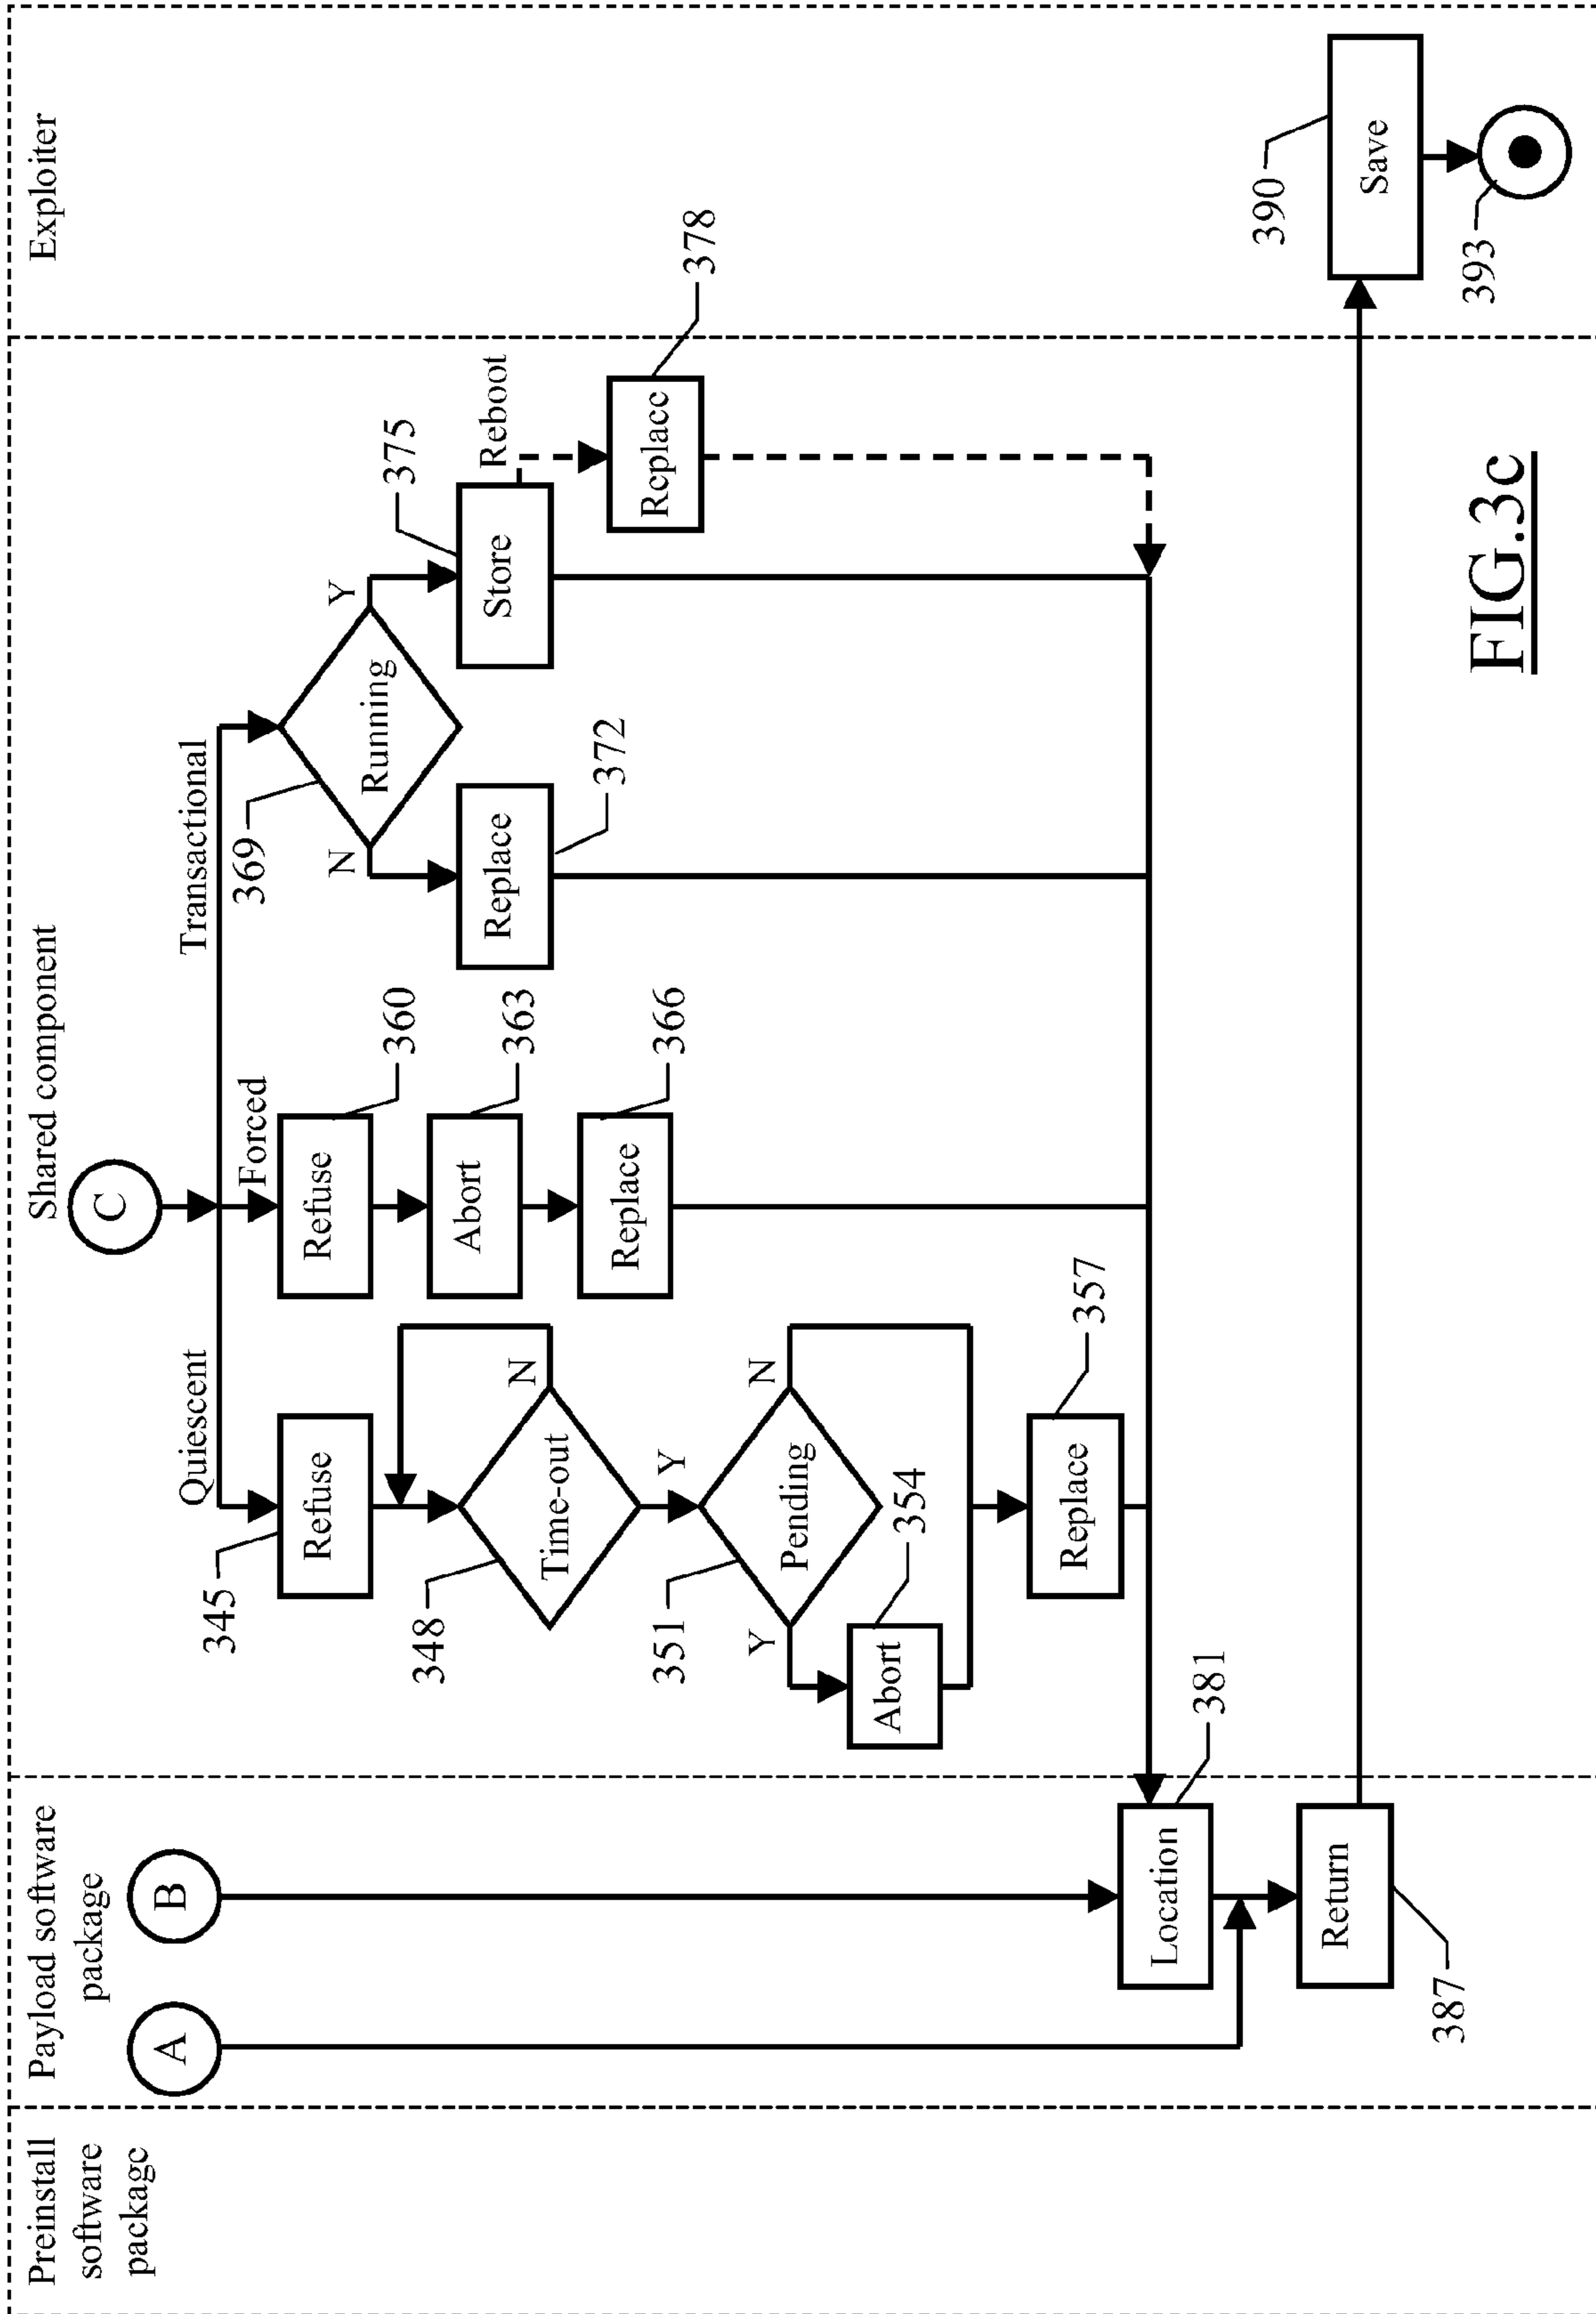 Preinstall
software
package
Payload software
package
Shared component
Exploiter
A
B
C
Quiescent
Forced
Transactional
345
Refuse
Refuse
360
369
Running
N
Y
348
Time-out
N
Y
Abort
363
Replace
372
Store
375
Reboot
351
Pending
Y
N
Replace
366
Replace
378
Abort
354
Replace
357
Location
381
Return
387
Save
390
393
FIG.3c